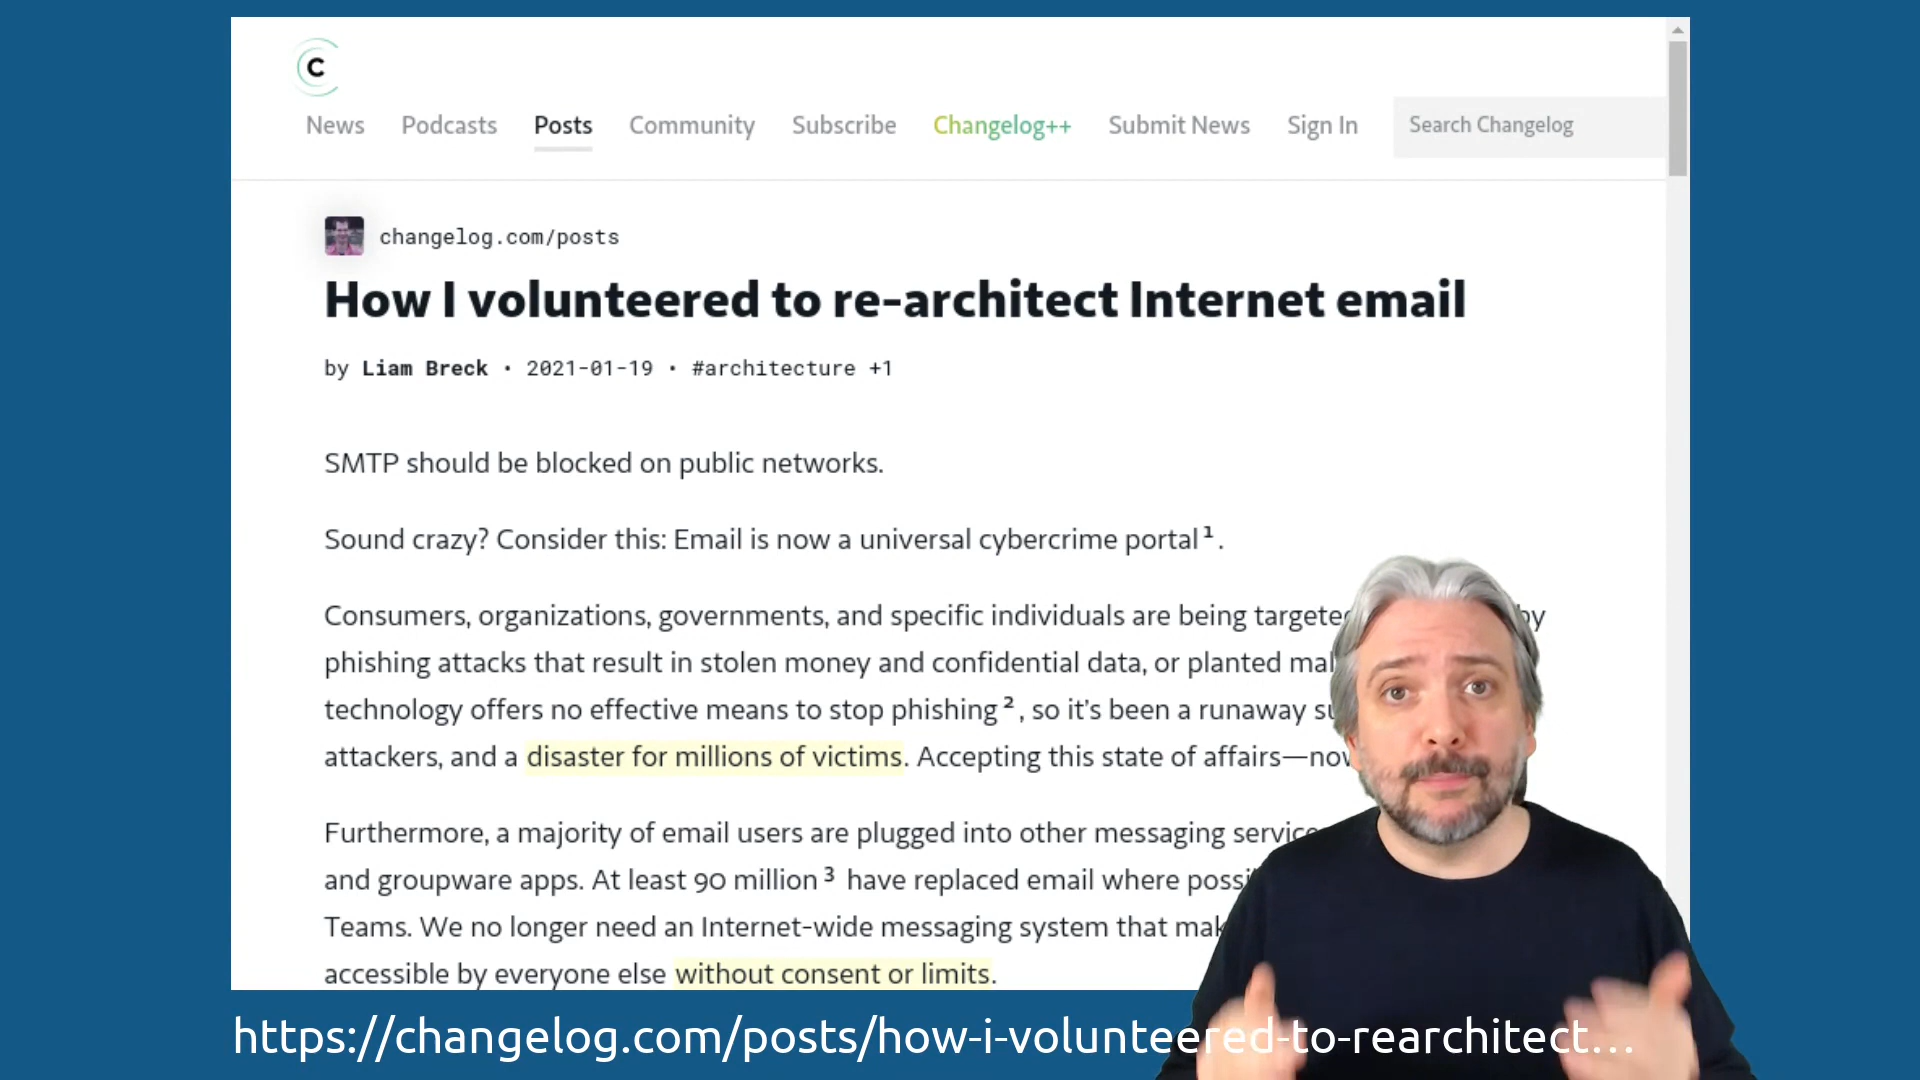 C
News Podcasts Posts Community Subscribe Changelog++ Submit News Sign In Search Changelog
changelog.com/posts
How I volunteered to re-architect Internet email
by Liam Breck • 2021-01-19 • #architecture +1
SMTP should be blocked on public networks.
Sound crazy? Consider this: Email is now a universal cybercrime portal¹.
Consumers, organizations, governments, and specific individuals are being targete by
phishing attacks that result in stolen money and confidential data, or planted mal
technology offers no effective means to stop phishing², so it's been a runaway su
attackers, and a disaster for millions of victims. Accepting this state of affairs—now
Furthermore, a majority of email users are plugged into other messaging service
and groupware apps. At least 90 million³ have replaced email where possi
Teams. We no longer need an Internet-wide messaging system that mak
accessible by everyone else without consent or limits.
https://changelog.com/posts/how-i-volunteered-to-rearchitect...